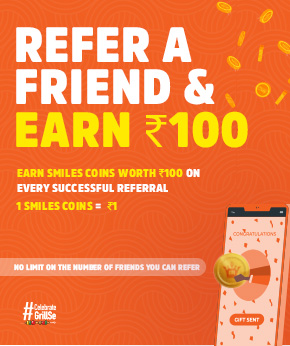 REFER A
FRIEND &
EARN ₹100
EARN SMILES COINS WORTH ₹100 ON
EVERY SUCCESSFUL REFERRAL
1 SMILES COINS = ₹1
CONGRATULATIONS
NO LIMIT ON THE NUMBER OF FRIENDS YOU CAN REFER
GIFT SENT
#Celebrate
GrillSe